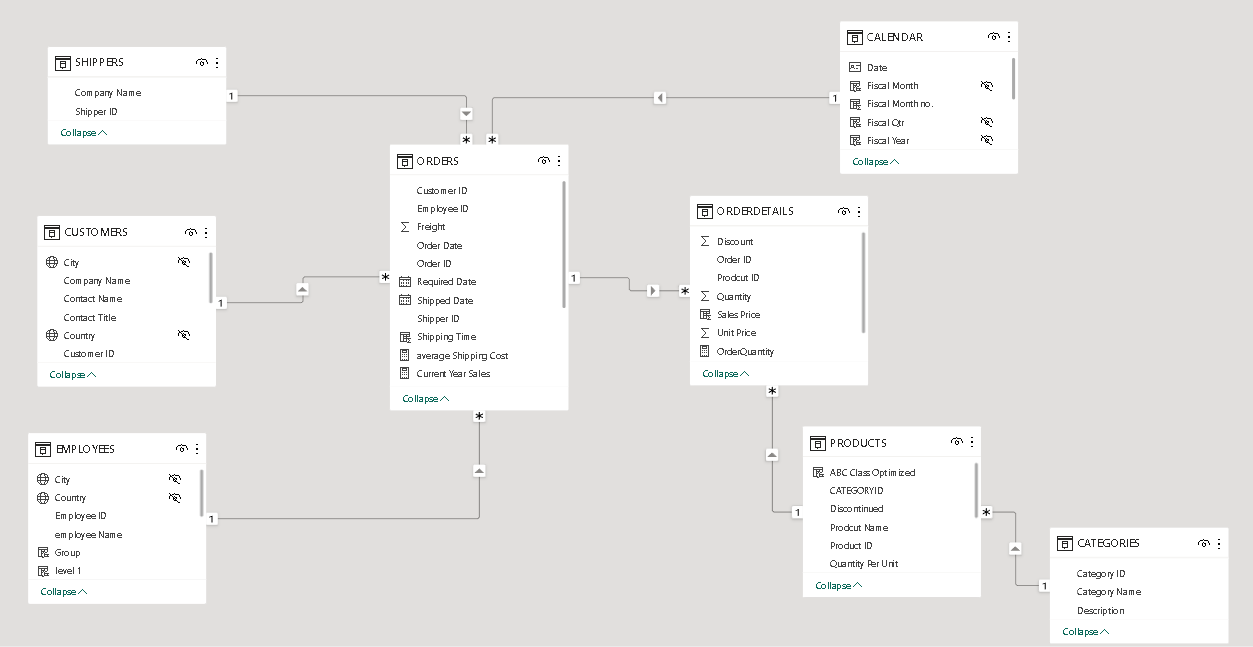 SHIPPERS
Company Name
Shipper ID
Collapse
1
*
CALENDAR
Date
Fiscal Month
Fiscal Month no.
Fiscal Qtr
Fiscal Year
Collapse
1
*
CUSTOMERS
City
Company Name
Contact Name
Contact Title
Country
Customer ID
Collapse
1
*
ORDERS
Customer ID
Employee ID
Freight
Order Date
Order ID
Required Date
Shipped Date
Shipper ID
Shipping Time
average Shipping Cost
Current Year Sales
Collapse
1
*
ORDERDETAILS
Discount
Order ID
Prodcut ID
Quantity
Sales Price
Unit Price
OrderQuantity
Collapse
*
EMPLOYEES
City
Country
Employee ID
employee Name
Group
level 1
Collapse
1
*
PRODUCTS
ABC Class Optimized
CATEGORYID
Discontinued
Prodcut Name
Product ID
Quantity Per Unit
Collapse
1
*
CATEGORIES
Category ID
Category Name
Description
Collapse
1